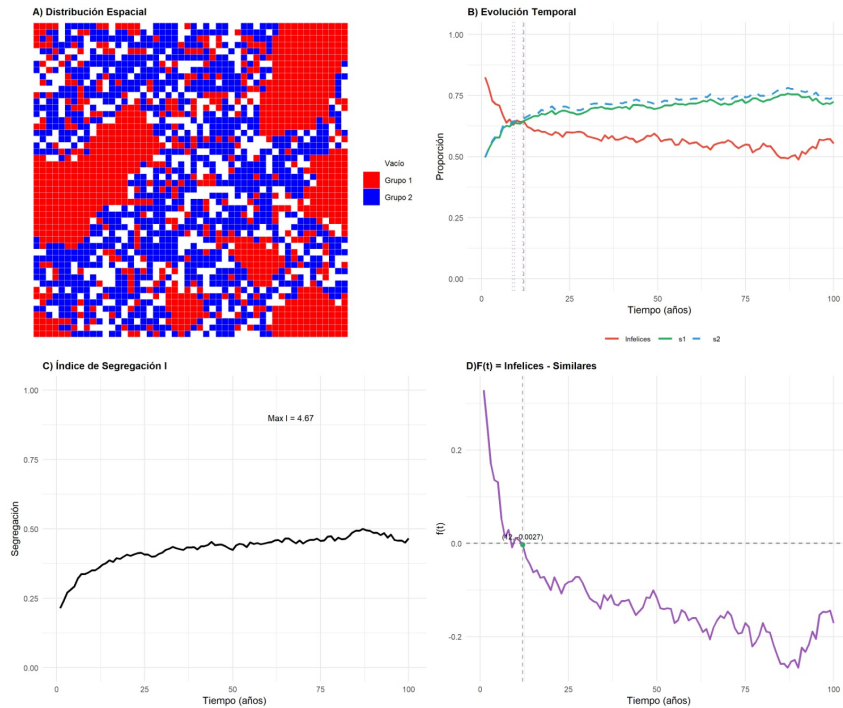 A) Distribución Espacial
Vacío
Grupo 1
Grupo 2
B) Evolución Temporal
Proporción
1.00
0.75
0.50
0.25
0.00
0
25
50
75
100
Tiempo (años)
Infelices
s1
s2
C) Índice de Segregación I
Segregación
1.00
0.75
0.50
0.25
0.00
Max I = 4.67
0
25
50
75
100
Tiempo (años)
D)F(t) = Infelices - Similares
f(t)
0.2
0.0
-0.2
0
25
50
75
100
Tiempo (años)